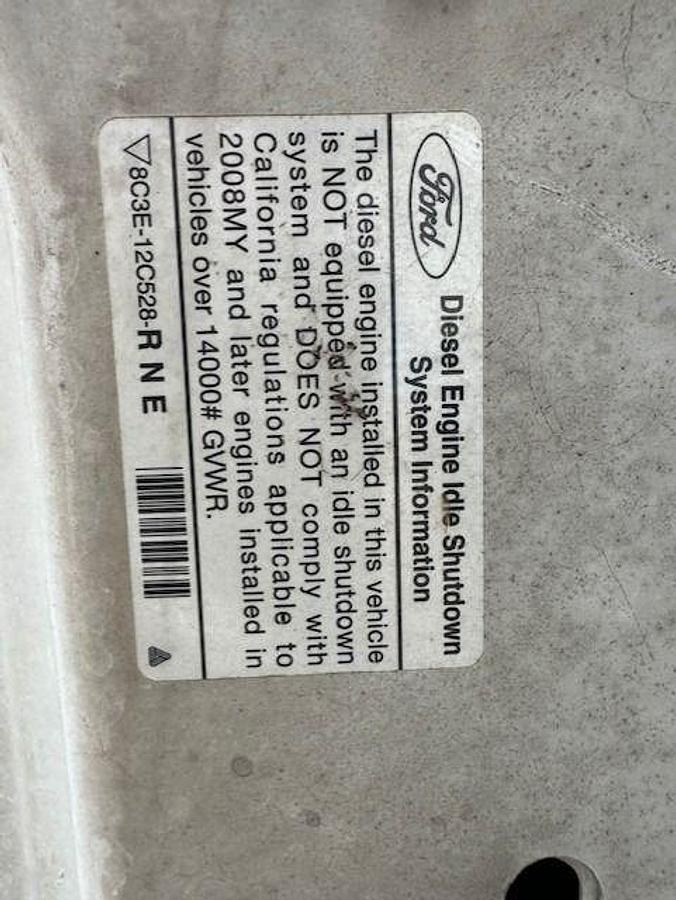 Ford
Diesel Engine Idle Shutdown
System Information
The diesel engine installed in this vehicle
is NOT equipped with an idle shutdown
system and DOES NOT comply with
California regulations applicable to
2008MY and later engines installed in
vehicles over 14000# GVWR.
▽8C3E-12C528-R N E